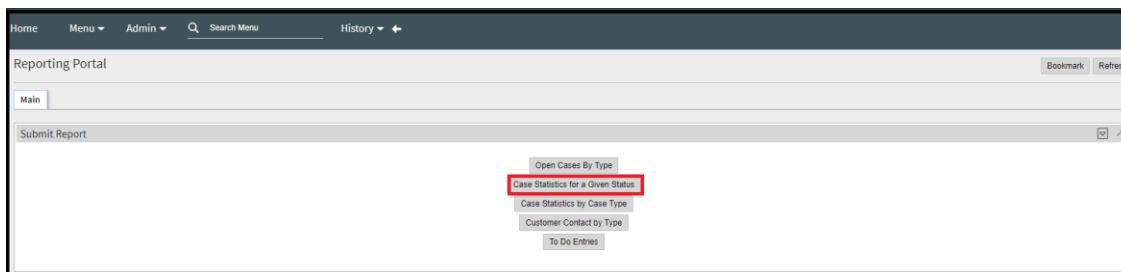 Home Menu Admin Search Menu History
Reporting Portal
Bookmark
Main
Submit Report
Open Cases By Type
Case Statistics for a Given Status
Case Statistics by Case Type
Customer Contact by Type
To Do Entries